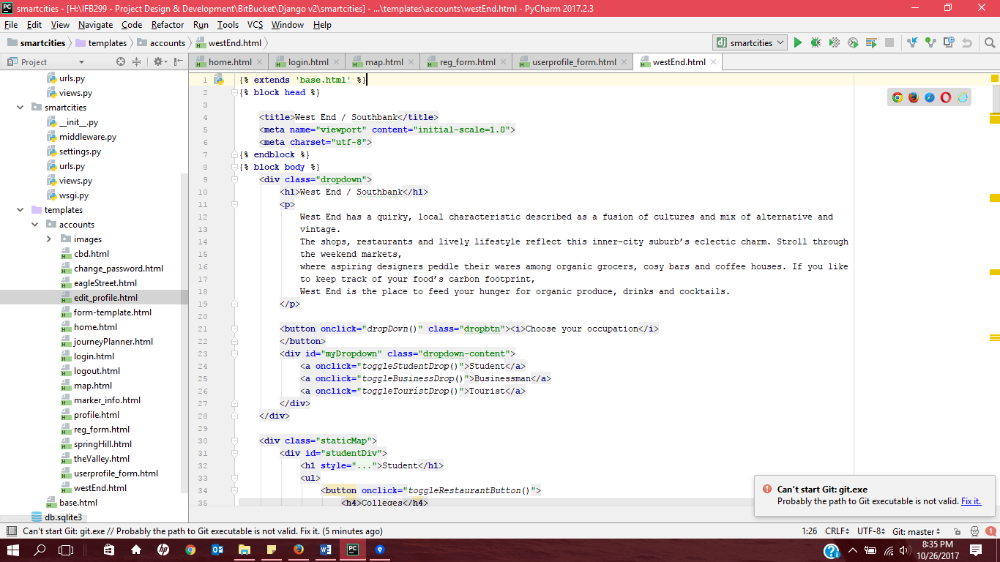 smartcities - [H:\IFB299 - Project Design & Development\BitBucket\Django v2\smartcities] - ...\templates\accounts\westEnd.html - PyCharm 2017.2.3
File Edit View Navigate Code Refactor Run Tools VCS Window Help
smartcities templates accounts westEnd.html smartcities
Project home.html login.html map.html reg_form.html userprofile_form.html westEnd.html
urls.py
views.py
smartcities
__init__.py
middleware.py
settings.py
urls.py
views.py
wsgi.py
templates
accounts
images
cbd.html
change_password.html
eagleStreet.html
edit_profile.html
form-template.html
home.html
journeyPlanner.html
login.html
logout.html
map.html
marker_info.html
profile.html
reg_form.html
springHill.html
theValley.html
userprofile_form.html
westEnd.html
base.html
db.sqlite3
1 {% extends 'base.html' %}
2 {% block head %}
3
4 <title>West End / Southbank</title>
5 <meta name="viewport" content="initial-scale=1.0">
6 <meta charset="utf-8">
7 {% endblock %}
8 {% block body %}
9 <div class="dropdown">
10 <h1>West End / Southbank</h1>
11 <p>
12 West End has a quirky, local characteristic described as a fusion of cultures and mix of alternative and
13 vintage.
14 The shops, restaurants and lively lifestyle reflect this inner-city suburb’s eclectic charm. Stroll through
15 the weekend markets,
16 where aspiring designers peddle their wares among organic grocers, cosy bars and coffee houses. If you like
17 to keep track of your food’s carbon footprint,
18 West End is the place to feed your hunger for organic produce, drinks and cocktails.
19 </p>
20
21 <button onclick="dropDown()" class="dropbtn"><i>Choose your occupation</i>
22 </button>
23 <div id="myDropdown" class="dropdown-content">
24 <a onclick="toggleStudentDrop()">Student</a>
25 <a onclick="toggleBusinessDrop()">Businessman</a>
26 <a onclick="toggleTouristDrop()">Tourist</a>
27 </div>
28 </div>
29
30 <div class="staticMap">
31 <div id="studentDiv">
32 <h1 style="...">Student</h1>
33 <ul>
34 <button onclick="toggleRestaurantButton()">
35 <h4>Colleges</h4>
Can't start Git: git.exe
Probably the path to Git executable is not valid. Fix it.
Can't start Git: git.exe // Probably the path to Git executable is not valid. Fix it. (5 minutes ago) 1:26 CRLF UTF-8 Git: master 1
8:35 PM
10/26/2017